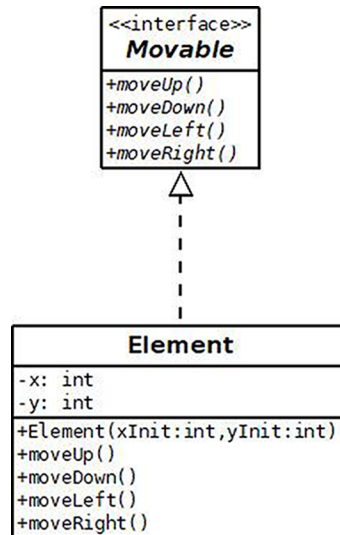 <<interface>>
Movable
+moveUp()
+moveDown()
+moveLeft()
+moveRight()
Element
-x: int
-y: int
+Element(xInit:int,yInit:int)
+moveUp()
+moveDown()
+moveLeft()
+moveRight()